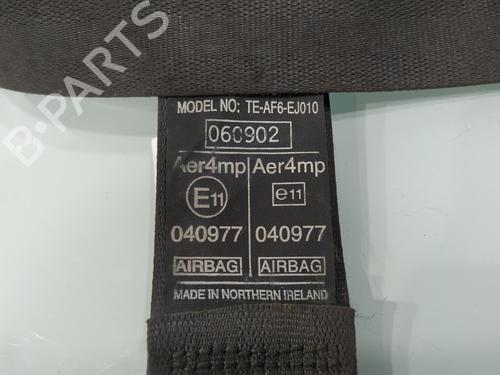 MODEL NO: TE-AF6-EJ010
060902
Aer4mp Aer4mp
E11 e11
040977 040977
AIRBAG AIRBAG
MADE IN NORTHERN IRELAND
B-PARTS